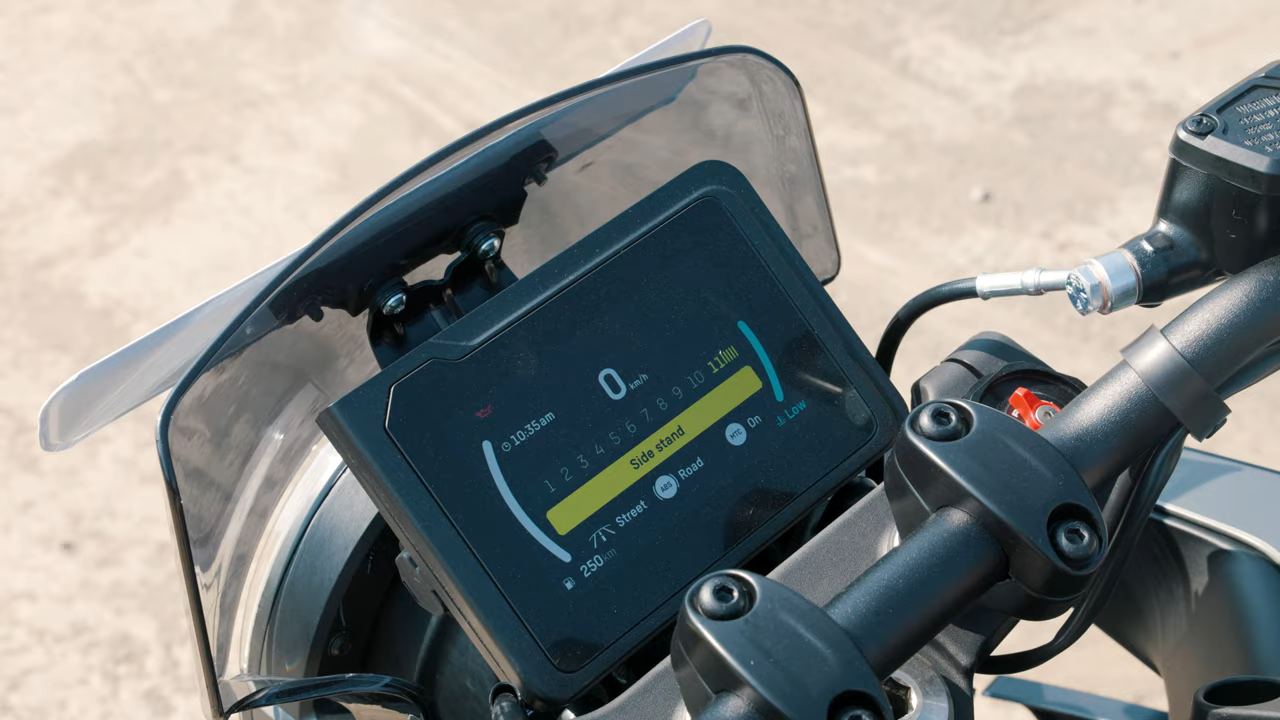 0 km/h
10:35am
1 2 3 4 5 6 7 8 9 10 11
Side stand
Street ABS Road MTC On
250km
Low
WARNING